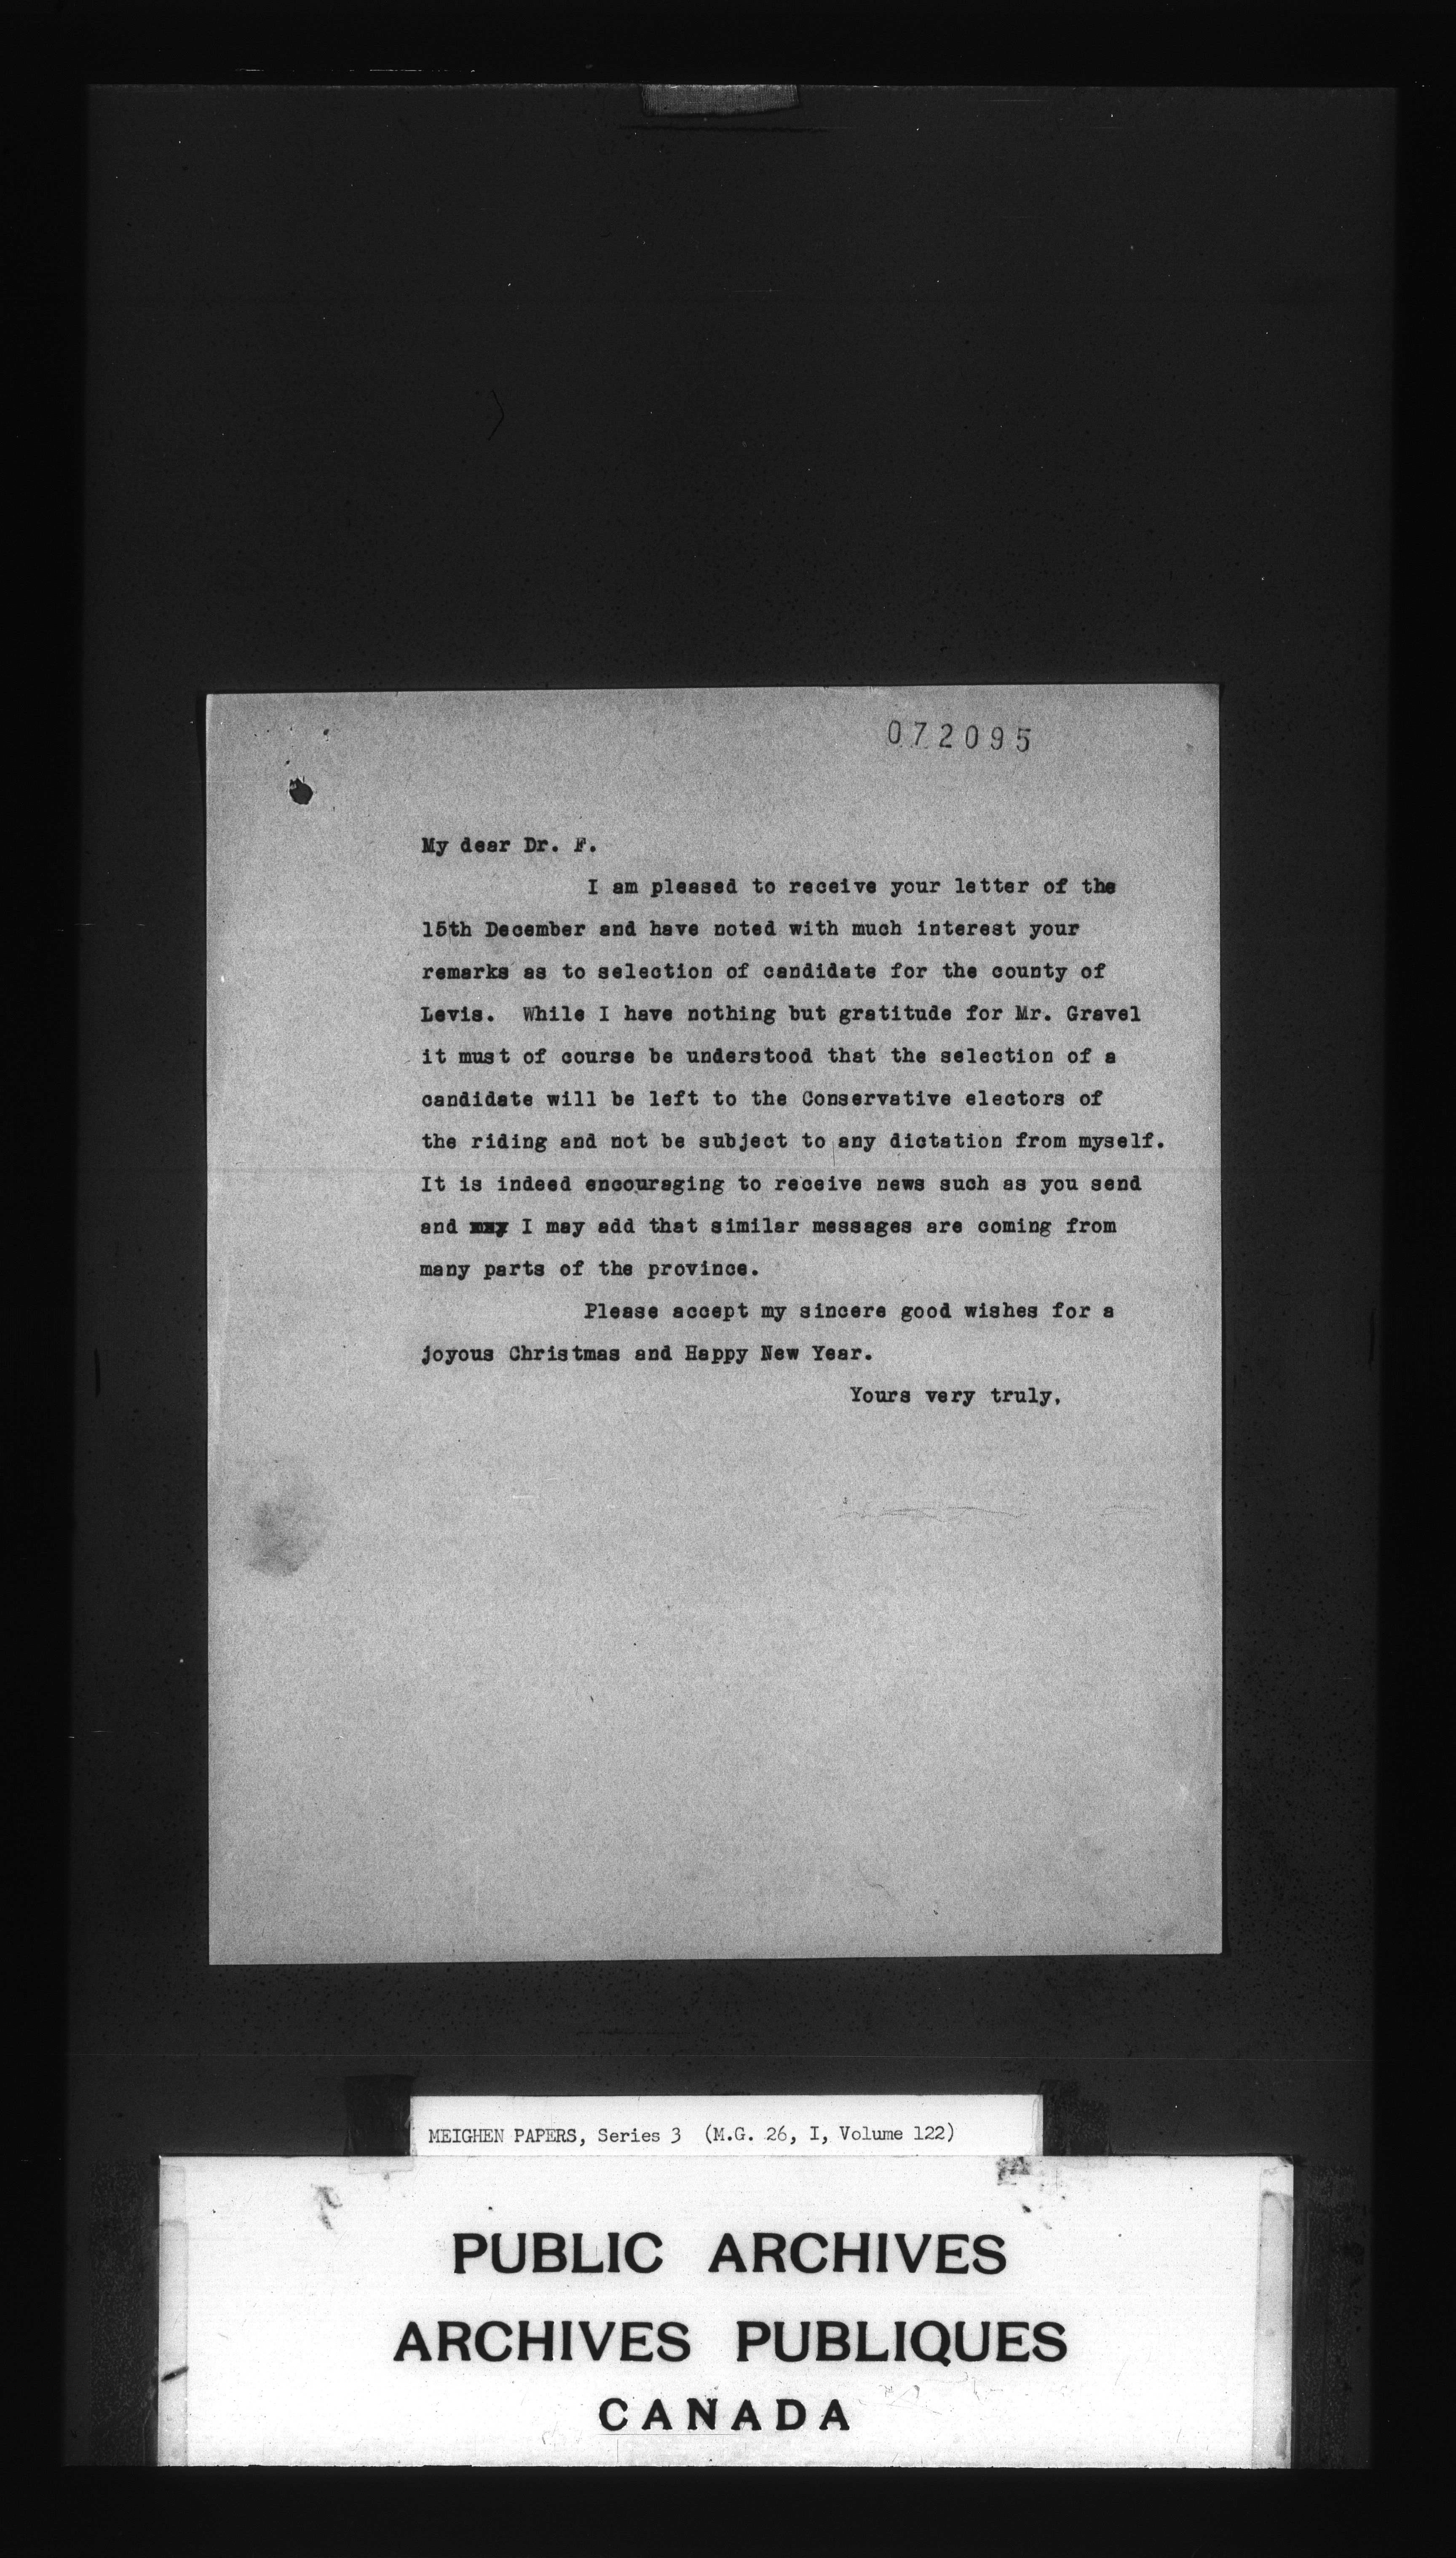 072095
My dear Dr. F.
I am pleased to receive your letter of the
15th December and have noted with much interest your
remarks as to selection of candidate for the county of
Levis. While I have nothing but gratitude for Mr. Gravel
it must of course be understood that the selection of a
candidate will be left to the Conservative electors of
the riding and not be subject to any dictation from myself.
It is indeed encouraging to receive news such as you send
and I may add that similar messages are coming from
many parts of the province.
Please accept my sincere good wishes for a
joyous Christmas and Happy New Year.
Yours very truly,
MEIGHEN PAPERS, Series 3 (M.G. 26, I, Volume 122)
PUBLIC ARCHIVES
ARCHIVES PUBLIQUES
CANADA